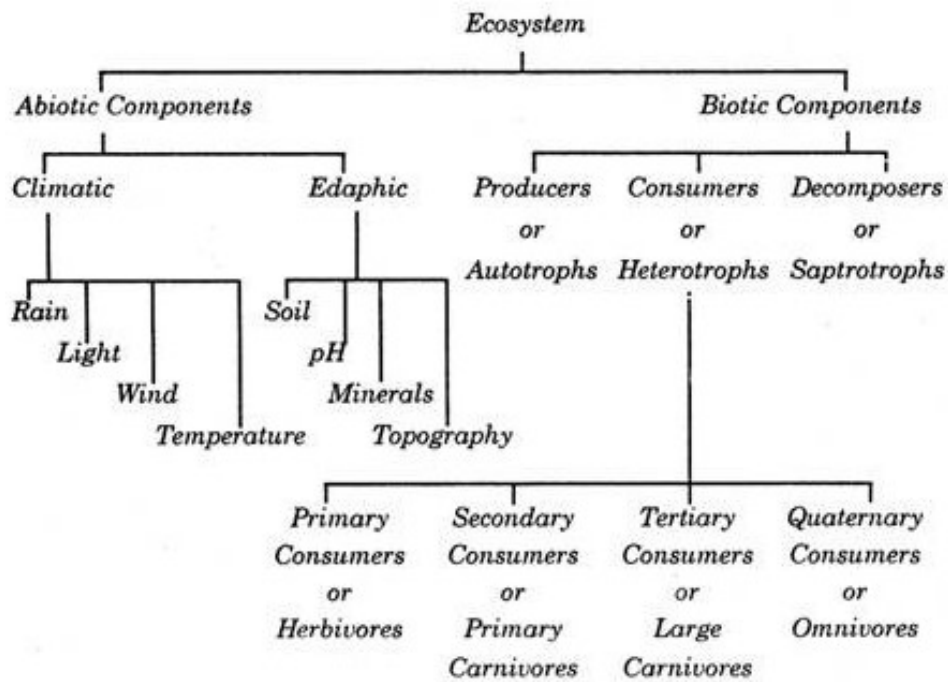 Ecosystem
Abiotic Components
Biotic Components
Climatic
Edaphic
Producers
or
Autotrophs
Consumers
or
Heterotrophs
Decomposers
or
Saptrotrophs
Rain
Light
Wind
Temperature
Soil
pH
Minerals
Topography
Primary
Consumers
or
Herbivores
Secondary
Consumers
or
Primary
Carnivores
Tertiary
Consumers
or
Large
Carnivores
Quaternary
Consumers
or
Omnivores